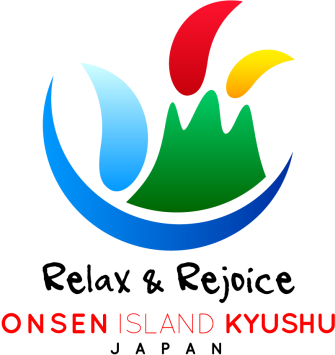 Relax & Rejoice
ONSEN ISLAND KYUSHU
JAPAN